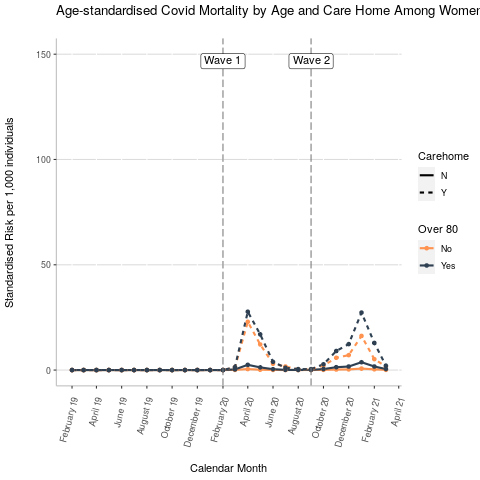 Age-standardised Covid Mortality by Age and Care Home Among Women
Standardised Risk per 1,000 individuals
150
100
50
0
Wave 1
Wave 2
February 19
April 19
June 19
August 19
October 19
December 19
February 20
April 20
June 20
August 20
October 20
December 20
February 21
April 21
Calendar Month
Carehome
N
Y
Over 80
No
Yes